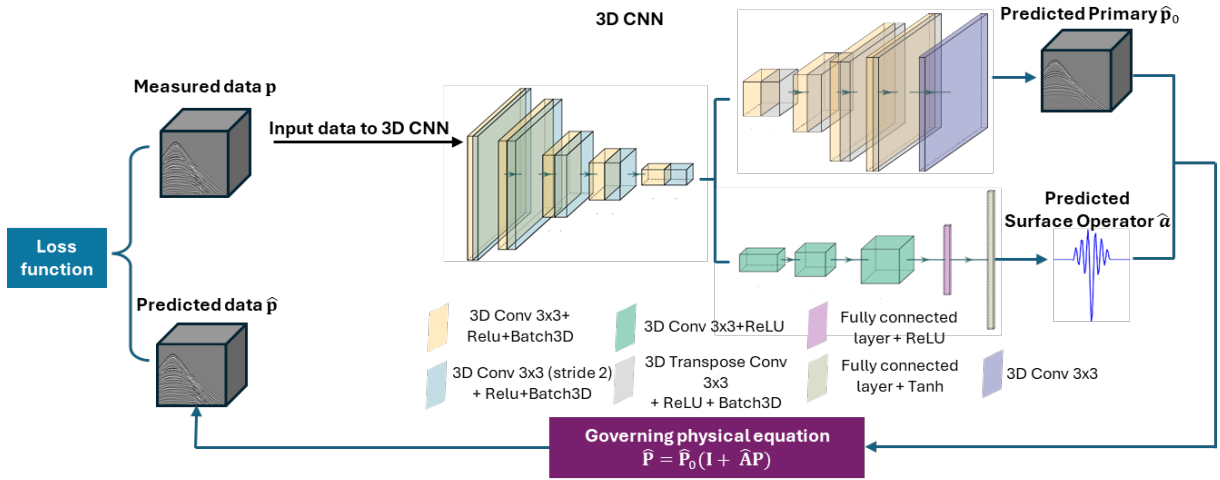 3D CNN
Predicted Primary p̂₀
Measured data p
Input data to 3D CNN
Predicted
Surface Operator â
Loss
function
Predicted data p̂
3D Conv 3x3+
Relu+Batch3D
3D Conv 3x3+ReLU
Fully connected
layer + ReLU
3D Conv 3x3 (stride 2)
+ Relu+Batch3D
3D Transpose Conv
3x3
+ ReLU + Batch3D
Fully connected
layer + Tanh
3D Conv 3x3
Governing physical equation
P̂ = P̂₀(I + ÂP)